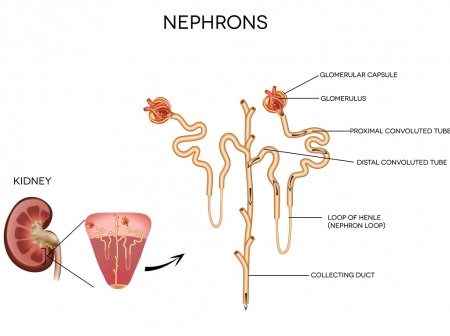 NEPHRONS
GLOMERULAR CAPSULE
GLOMERULUS
PROXIMAL CONVOLUTED TUBE
DISTAL CONVOLUTED TUBE
KIDNEY
LOOP OF HENLE
(NEPHRON LOOP)
COLLECTING DUCT